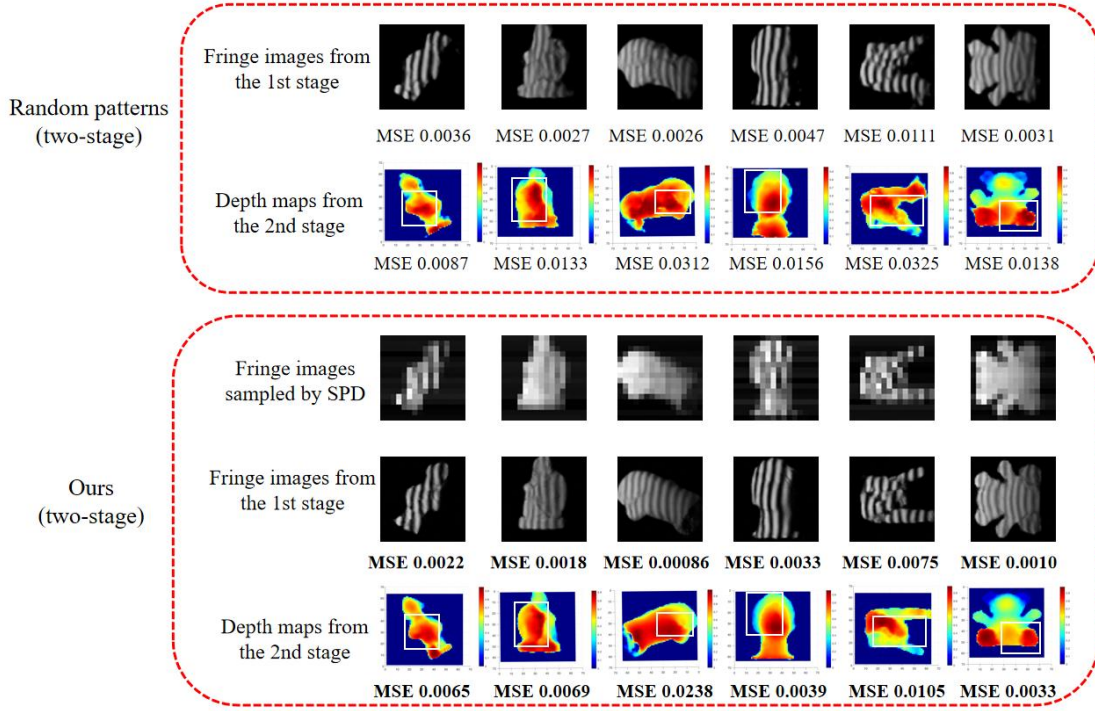 Random patterns
(two-stage)
Fringe images from
the 1st stage
MSE 0.0036 MSE 0.0027 MSE 0.0026 MSE 0.0047 MSE 0.0111 MSE 0.0031
Depth maps from
the 2nd stage
MSE 0.0087 MSE 0.0133 MSE 0.0312 MSE 0.0156 MSE 0.0325 MSE 0.0138
Ours
(two-stage)
Fringe images
sampled by SPD
Fringe images from
the 1st stage
MSE 0.0022 MSE 0.0018 MSE 0.00086 MSE 0.0033 MSE 0.0075 MSE 0.0010
Depth maps from
the 2nd stage
MSE 0.0065 MSE 0.0069 MSE 0.0238 MSE 0.0039 MSE 0.0105 MSE 0.0033